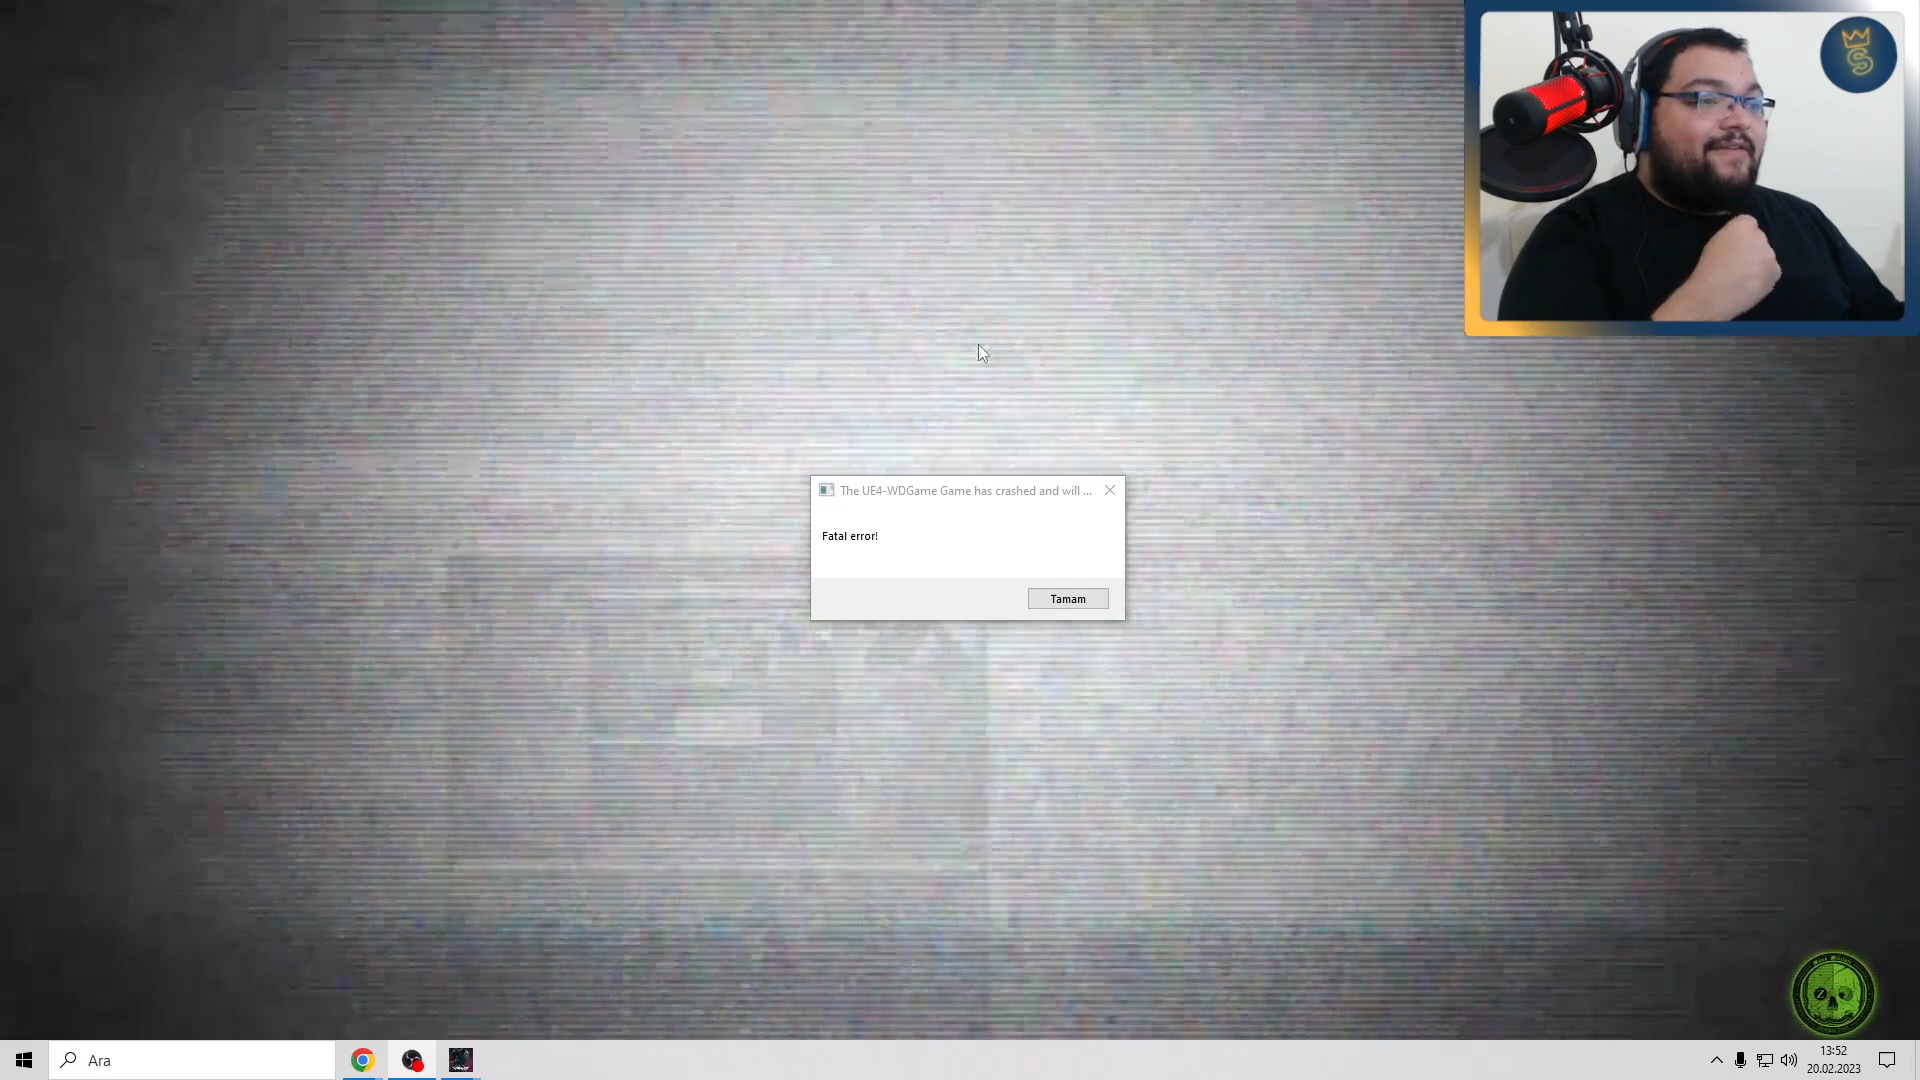 The UE4-WDGame Game has crashed and will ...
Fatal error!
Tamam
Ara
13:52
20.02.2023